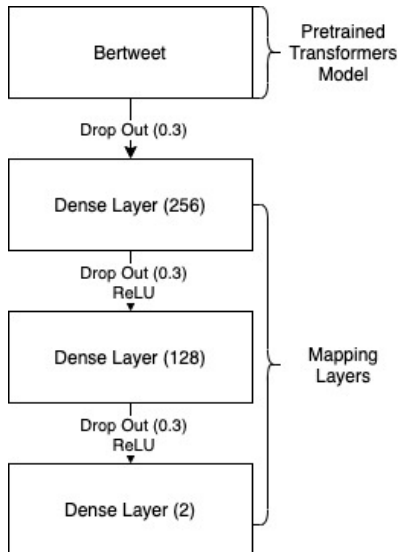 Bertweet
Pretrained
Transformers
Model
Drop Out (0.3)
Dense Layer (256)
Drop Out (0.3)
ReLU
Dense Layer (128)
Mapping
Layers
Drop Out (0.3)
ReLU
Dense Layer (2)